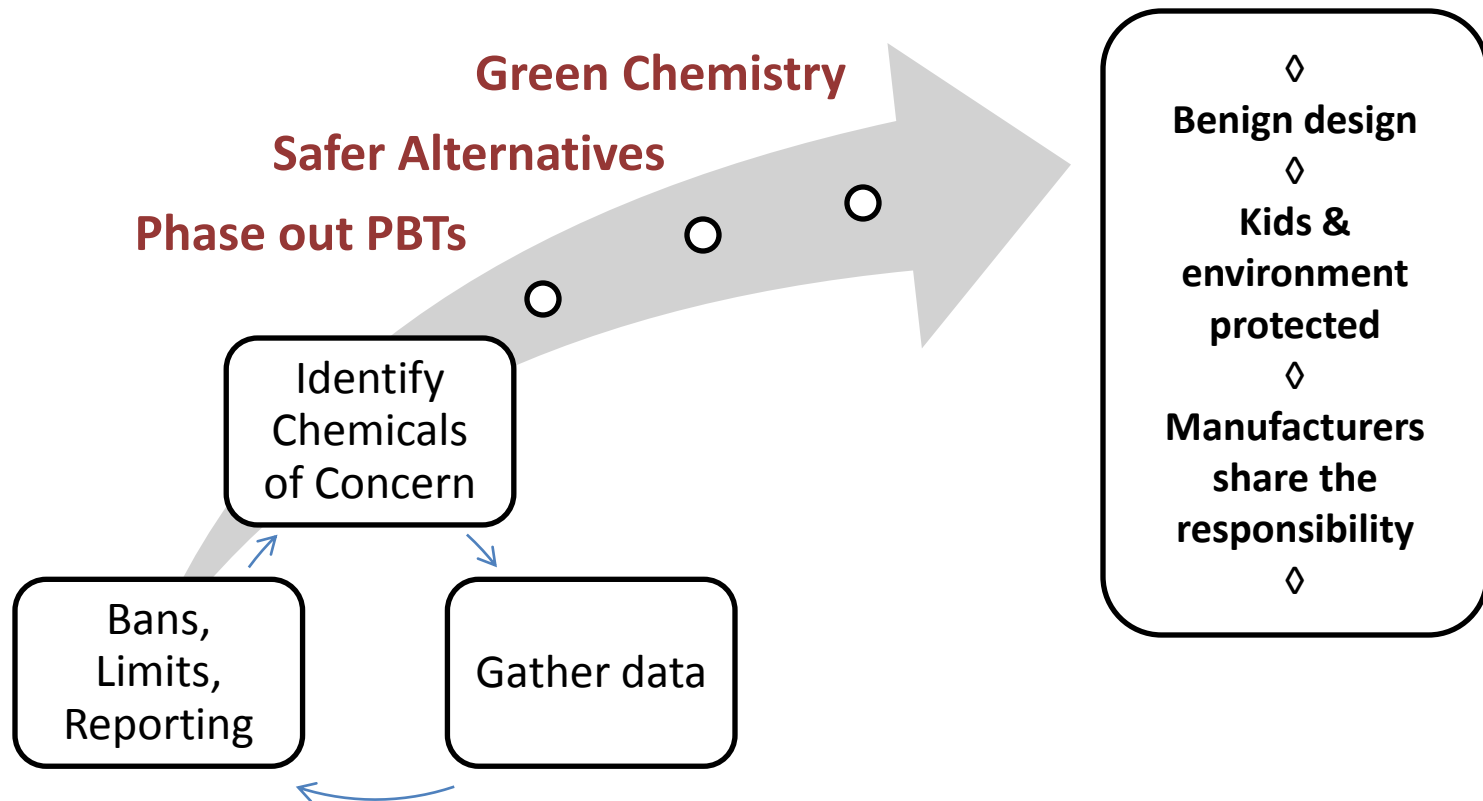 Green Chemistry
Safer Alternatives
Phase out PBTs
Identify
Chemicals
of Concern
Bans,
Limits,
Reporting
Gather data
◊
Benign design
◊
Kids &
environment
protected
◊
Manufacturers
share the
responsibility
◊